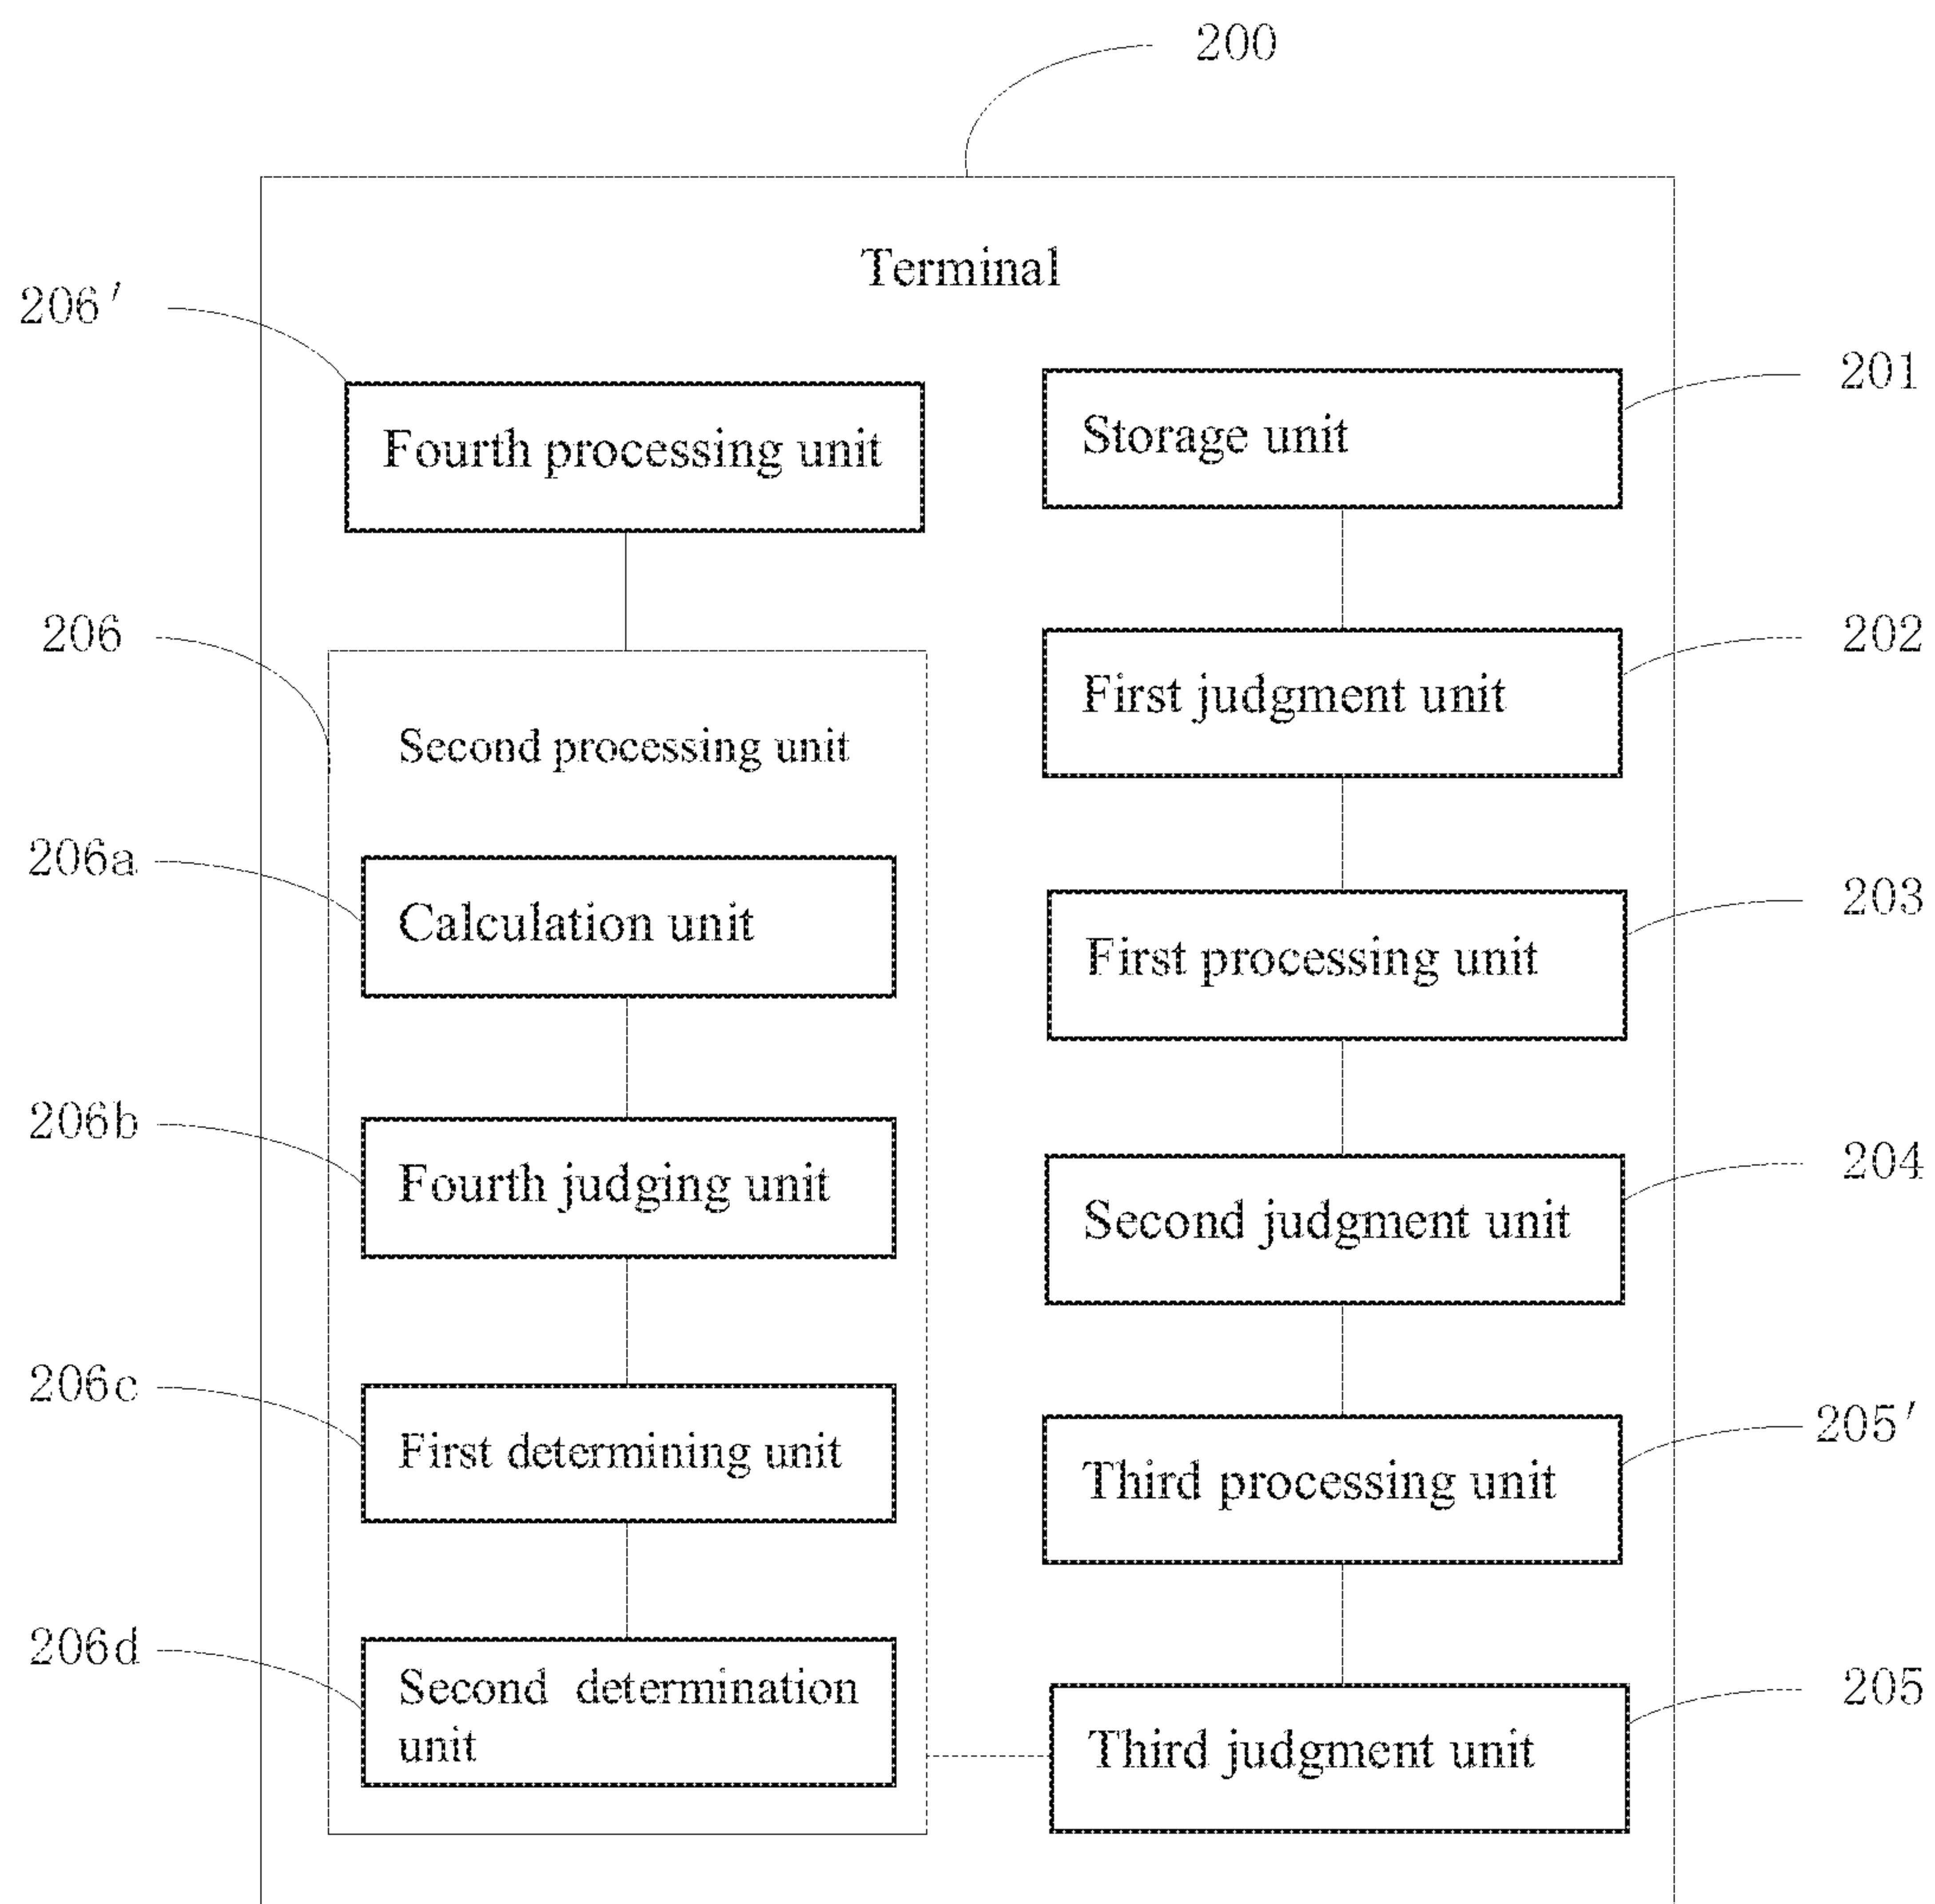 200
Terminal
206'
Fourth processing unit
Storage unit
201
206
Second processing unit
First judgment unit
202
206a
Calculation unit
First processing unit
203
206b
Fourth judging unit
Second judgment unit
204
206c
First determining unit
Third processing unit
205'
206d
Second determination
unit
Third judgment unit
205